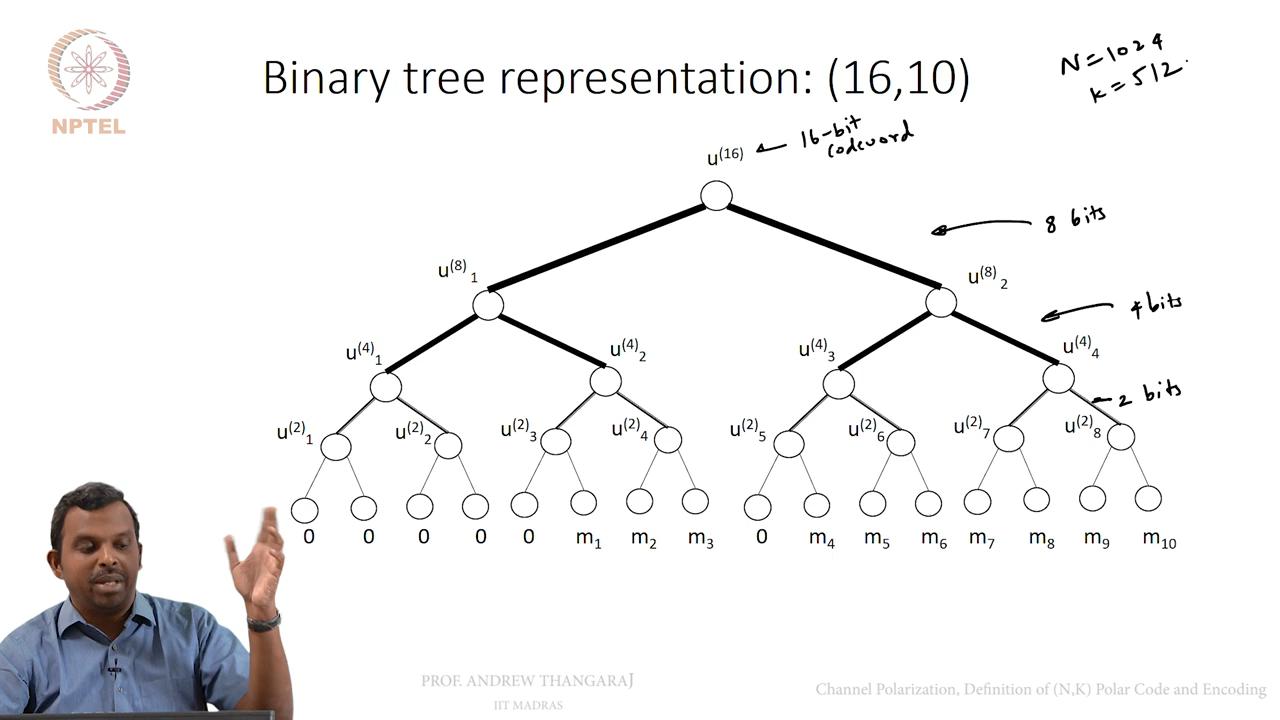 NPTEL
Binary tree representation: (16,10)
N=1024
k=512
u(16)
16-bit
codeword
8 bits
u(8)1
u(8)2
4 bits
u(4)1
u(4)2
u(4)3
u(4)4
2 bits
u(2)1
u(2)2
u(2)3
u(2)4
u(2)5
u(2)6
u(2)7
u(2)8
0 0 0 0 0 m1 m2 m3 0 m4 m5 m6 m7 m8 m9 m10
PROF. ANDREW THANGARAJ
IIT MADRAS
Channel Polarization, Definition of (N,K) Polar Code and Encoding